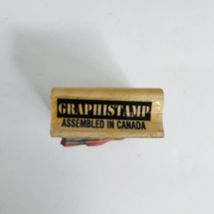 GRAPHISTAMP
ASSEMBLED IN CANADA